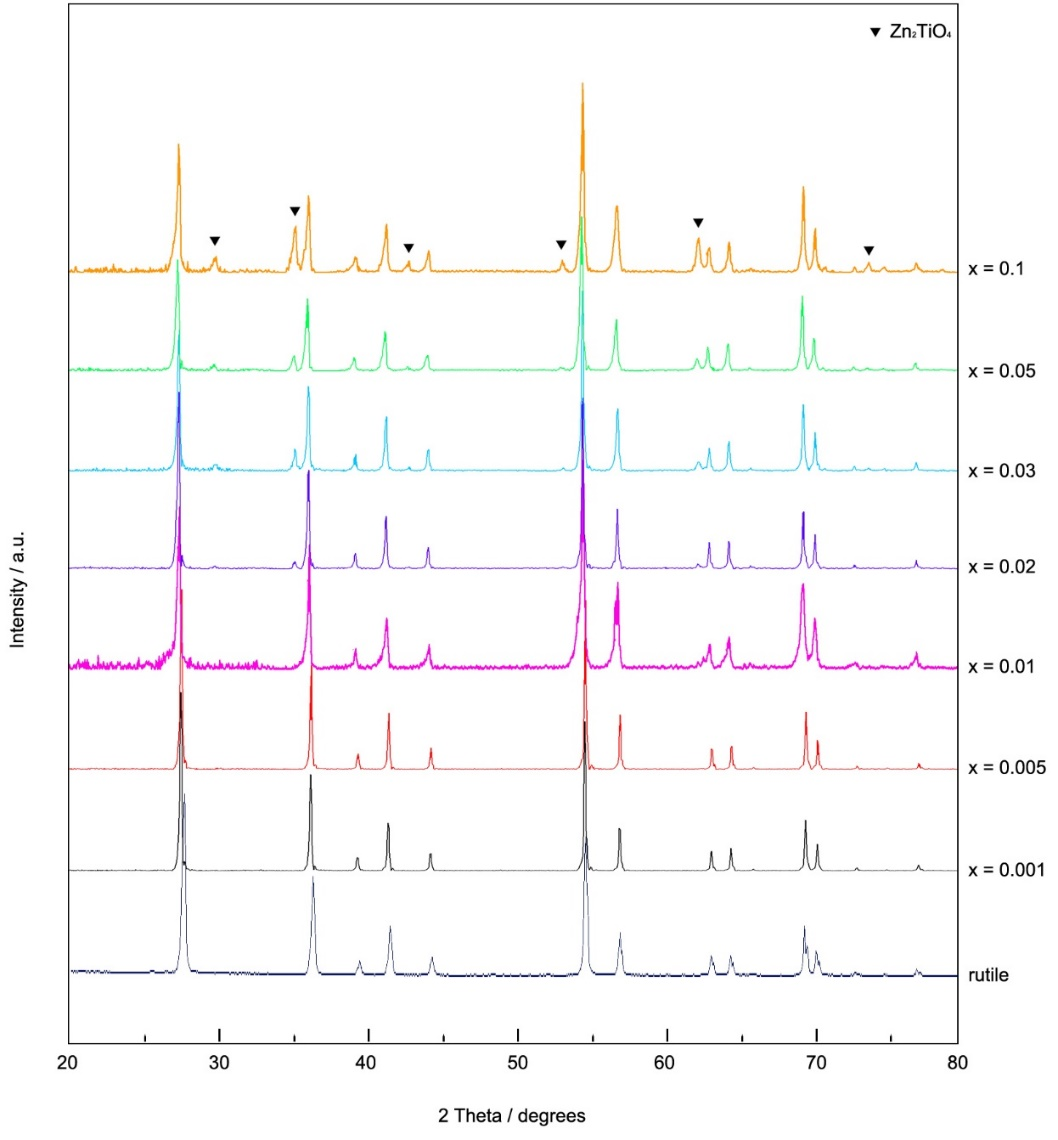 ▼ Zn₂TiO₄
x = 0.1
x = 0.05
x = 0.03
x = 0.02
x = 0.01
x = 0.005
x = 0.001
rutile
Intensity / a.u.
20 30 40 50 60 70 80
2 Theta / degrees